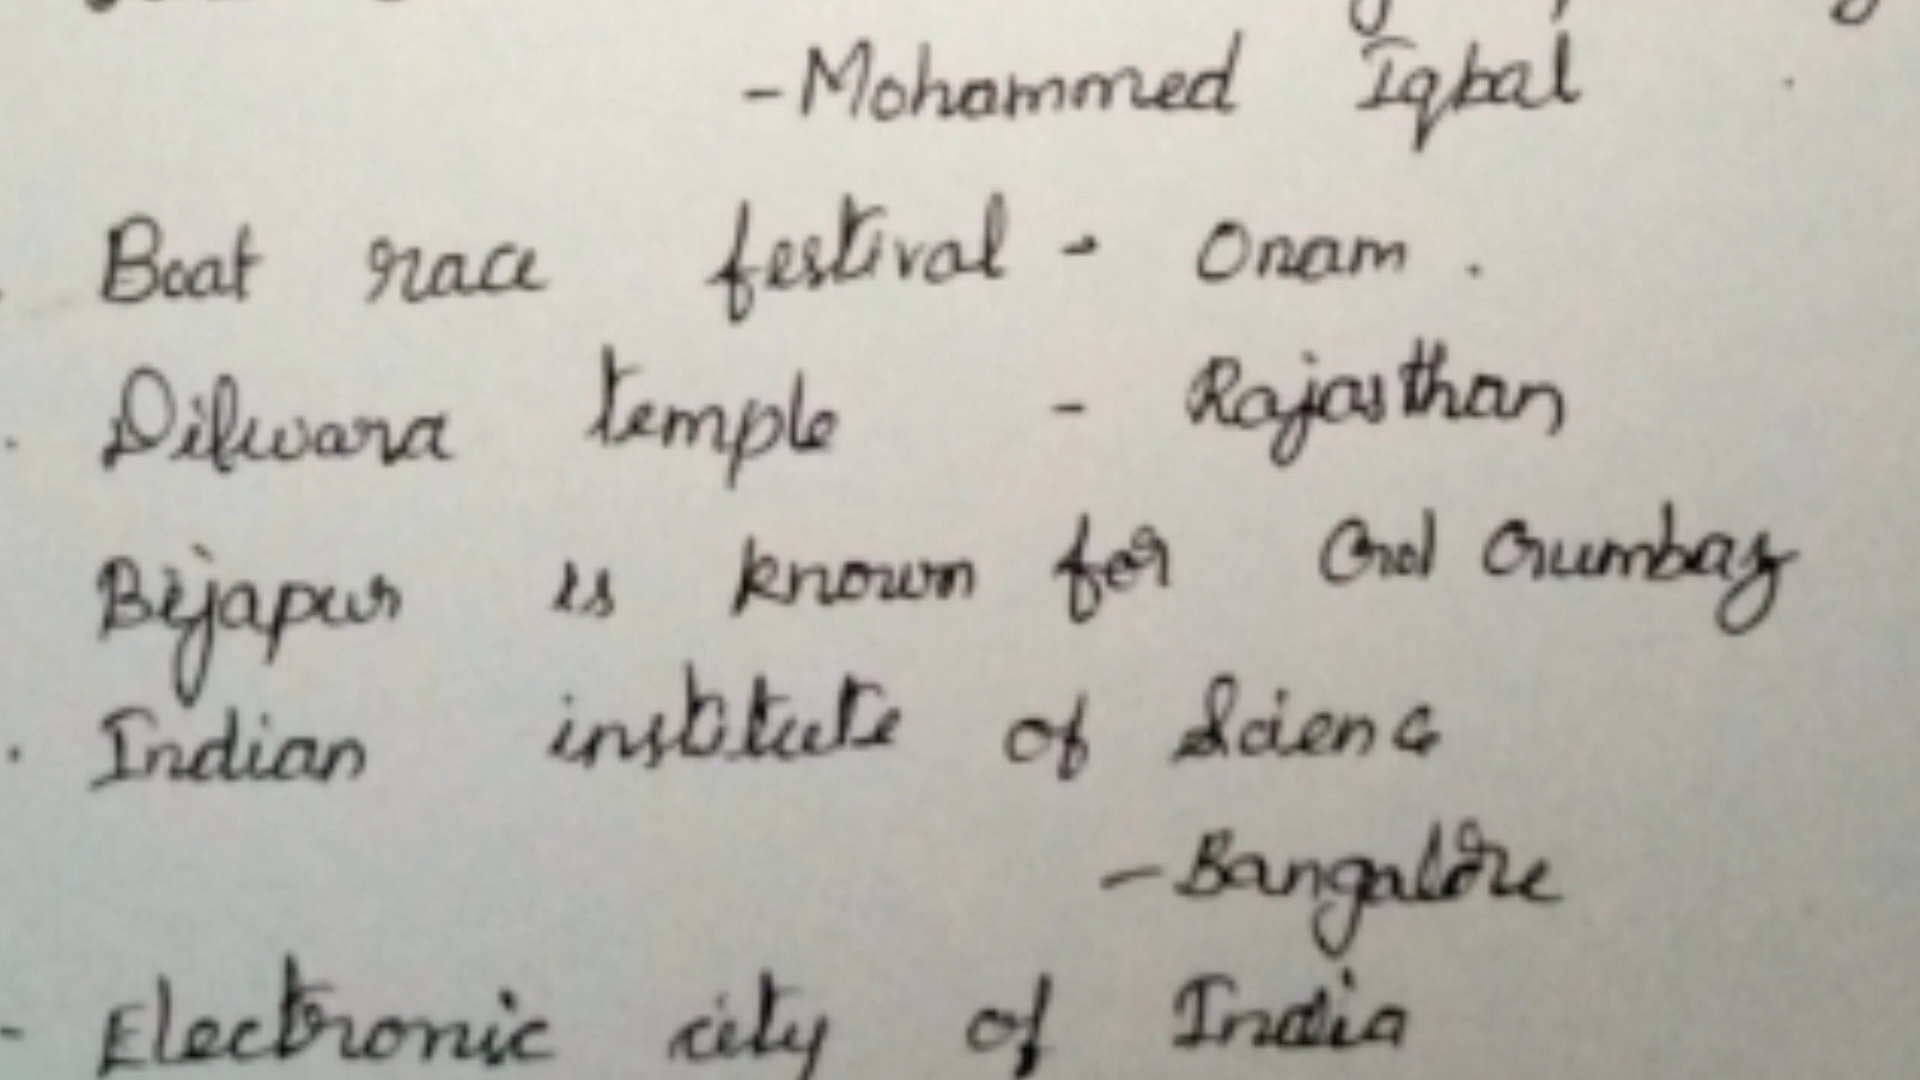 - Mohammed Iqbal
Boat race festival - Onam .
Dilwara temple - Rajasthan
Bijapur is known for Gol Gumbaz
Indian institute of Science
- Bangalore
- Electronic city of India